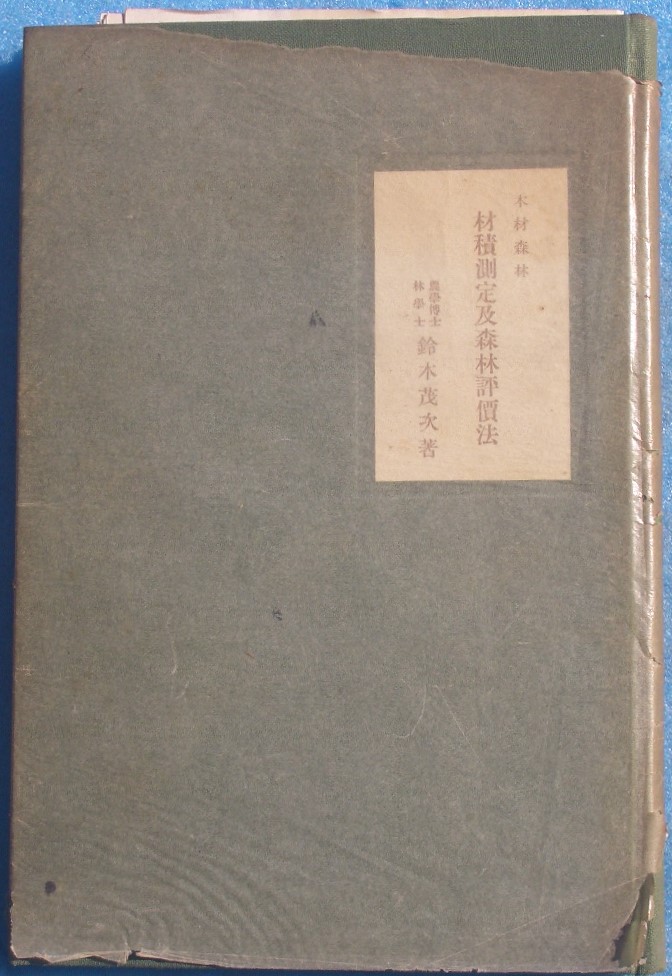 木材森林
材積測定及森林評價法
農學博士
林學士
鈴木茂次著